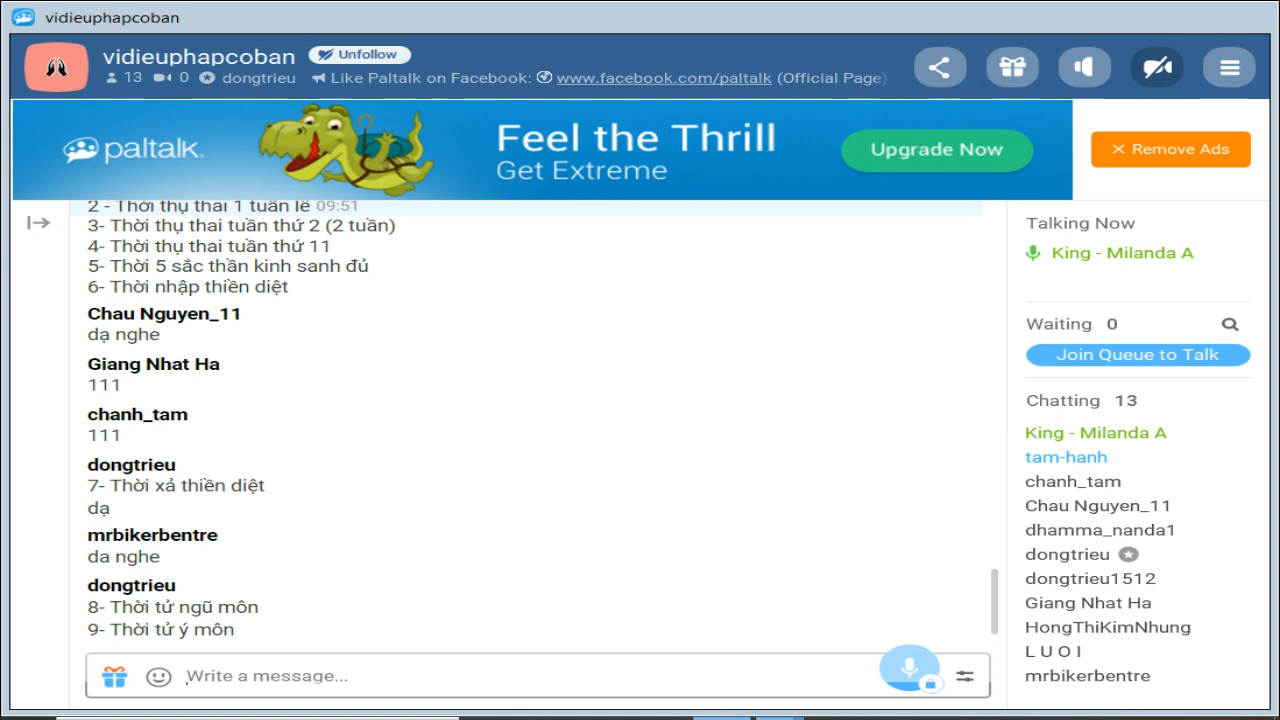 vidieuphapcoban
vidieuphapcoban Unfollow
13 0 dongtrieu Like Paltalk on Facebook: www.facebook.com/paltalk (Official Page)
paltalk.
Feel the Thrill
Get Extreme
Upgrade Now
Remove Ads
2 - Thời thụ thai 1 tuần lễ 09:51
3- Thời thụ thai tuần thứ 2 (2 tuần)
4- Thời thụ thai tuần thứ 11
5- Thời 5 sắc thần kinh sanh đủ
6- Thời nhập thiền diệt
Chau Nguyen_11
dạ nghe
Giang Nhat Ha
111
chanh_tam
111
dongtrieu
7- Thời xả thiền diệt
dạ
mrbikerbentre
da nghe
dongtrieu
8- Thời tử ngũ môn
9- Thời tử ý môn
Write a message...
Talking Now
King - Milanda A
Waiting 0
Join Queue to Talk
Chatting 13
King - Milanda A
tam-hanh
chanh_tam
Chau Nguyen_11
dhamma_nanda1
dongtrieu
dongtrieu1512
Giang Nhat Ha
HongThiKimNhung
L U O I
mrbikerbentre